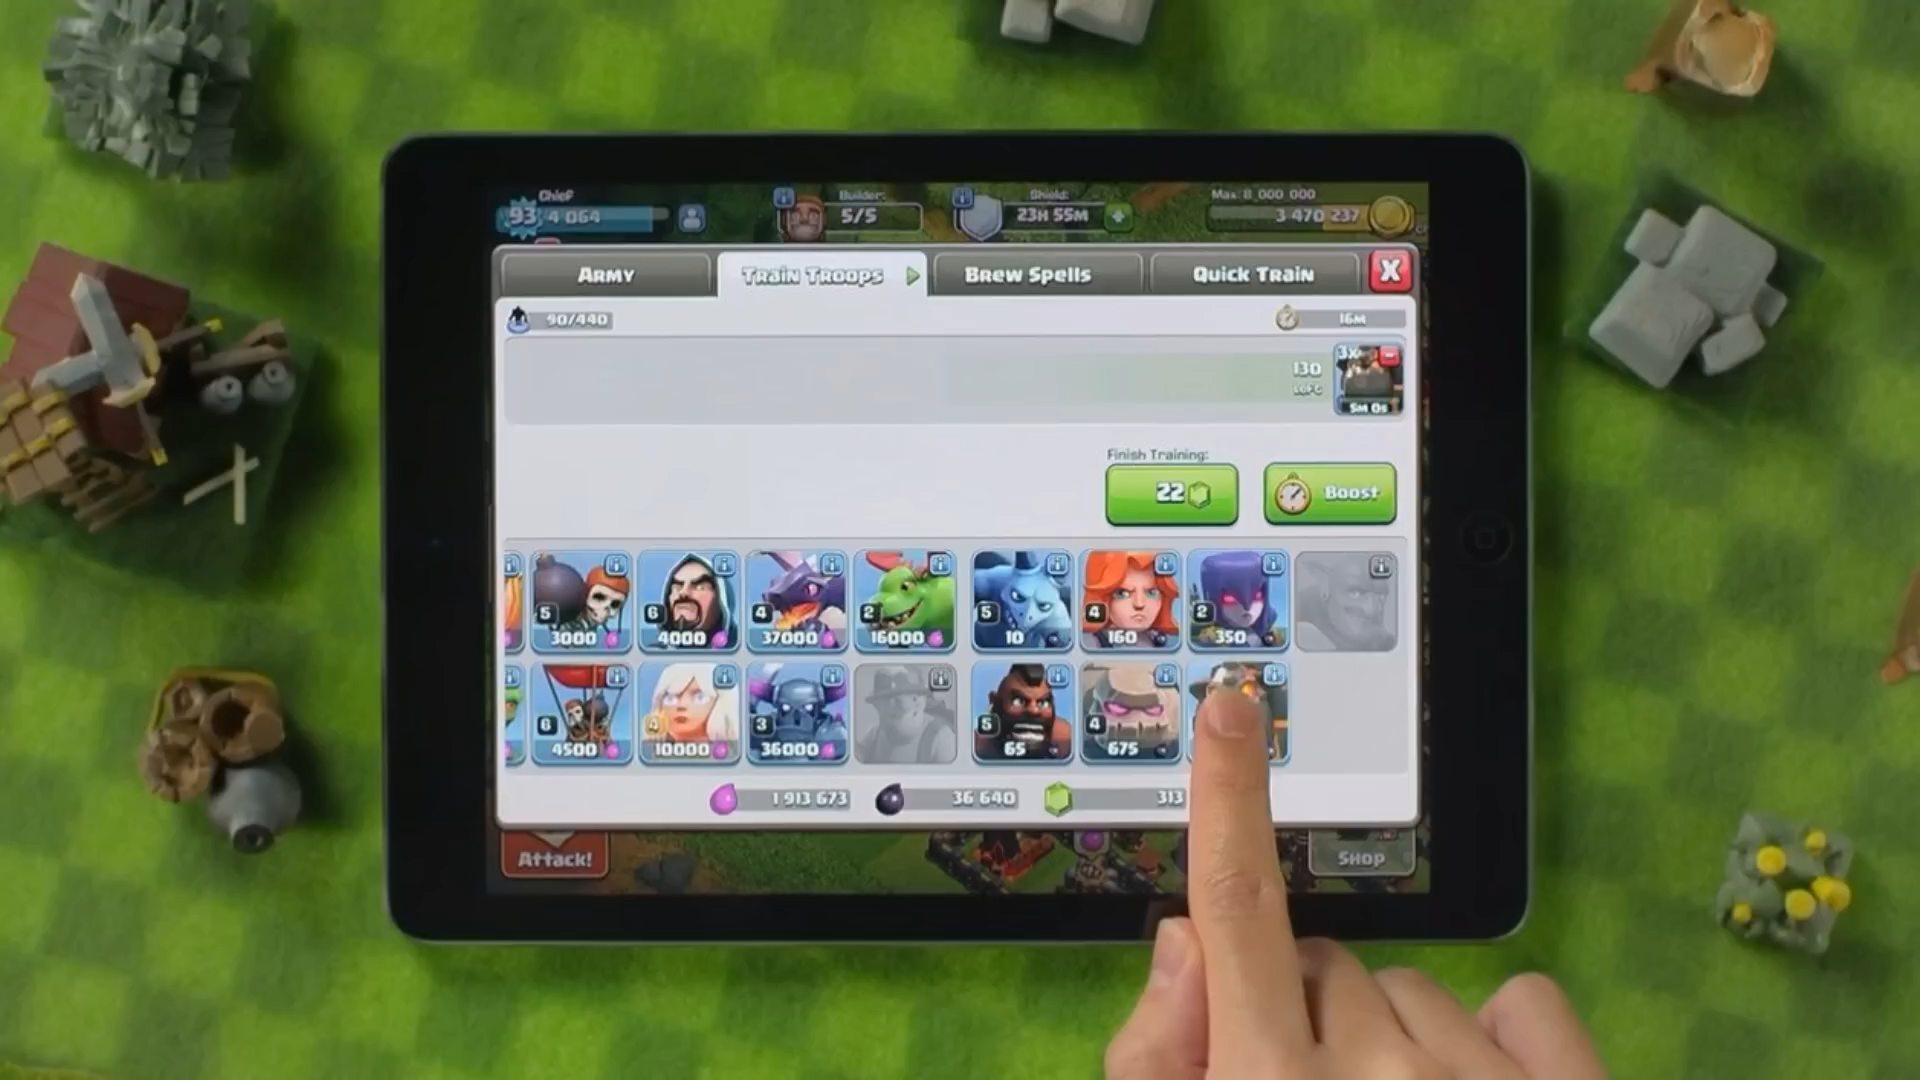 Chief
93 4 064
Builder:
5/5
Shield:
23H 55M
Max: 8 000 000
3 470 237
Army
Train Troops
Brew Spells
Quick Train
X
90/440
16M
130
Left
3x
5M 0s
Finish Training:
22
Boost
5 3000
6 4000
4 37000
2 16000
5 10
4 160
2 350
6 4500
4 10000
3 36000
5 65
4 675
1 913 673
36 640
313
Attack!
Shop